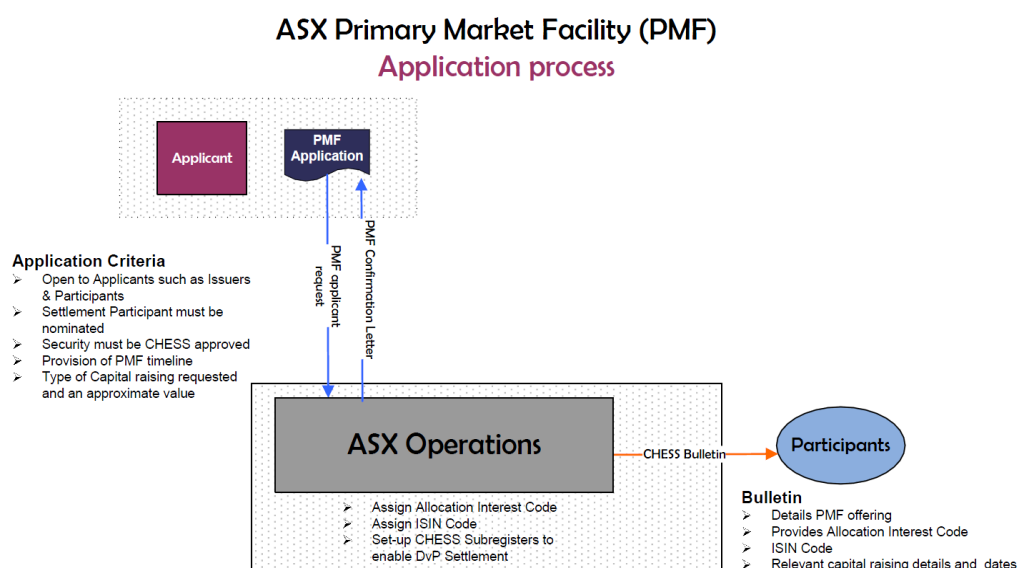 ASX Primary Market Facility (PMF)
Application process
Applicant
PMF
Application
PMF applicant
request
PMF Confirmation Letter
Application Criteria
Open to Applicants such as Issuers
& Participants
Settlement Participant must be
nominated
Security must be CHESS approved
Provision of PMF timeline
Type of Capital raising requested
and an approximate value
ASX Operations
CHESS Bulletin
Participants
Assign Allocation Interest Code
Assign ISIN Code
Set-up CHESS Subregisters to
enable DvP Settlement
Bulletin
Details PMF offering
Provides Allocation Interest Code
ISIN Code
Relevant capital raising details and dates